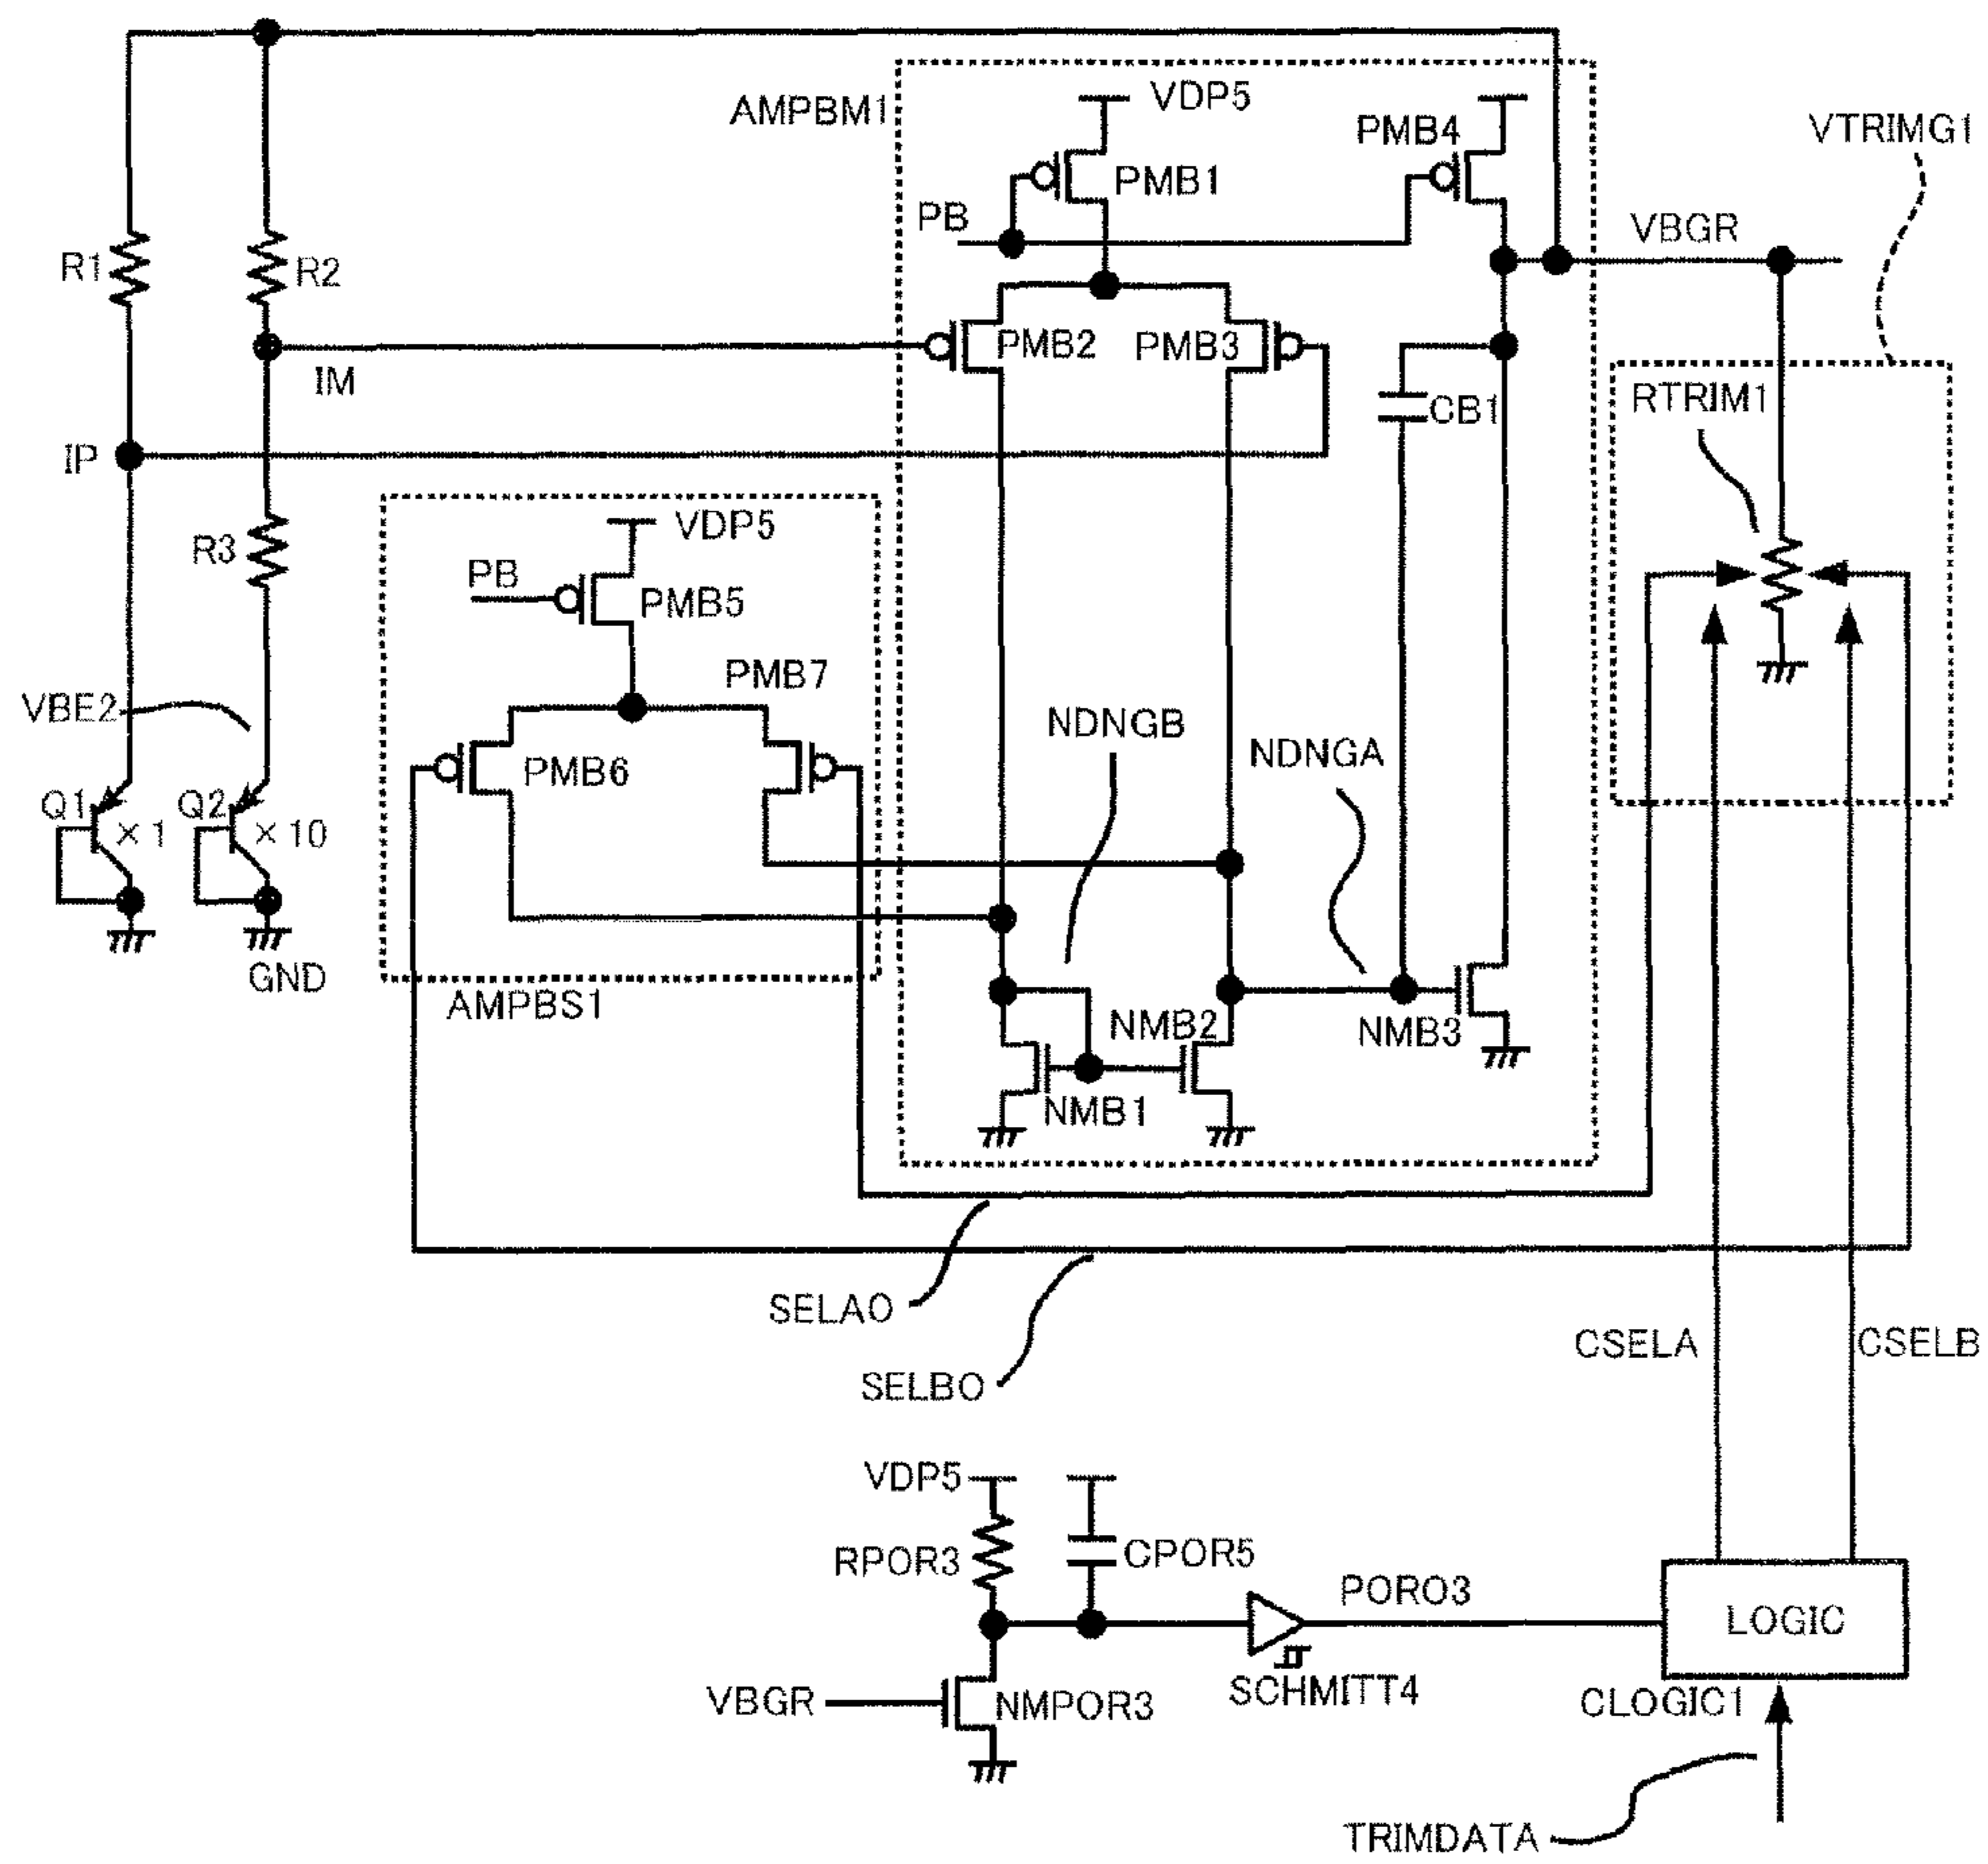 AMPBM1
VDP5
PMB4
VTRIMG1
PMB1
PB
VBGR
R1
R2
PMB2
PMB3
IM
CB1
RTRIM1
IP
VDP5
R3
PB
PMB5
PMB7
VBE2
NDNGB
NDNGA
PMB6
Q1
×1
Q2
×10
GND
AMPBS1
NMB2
NMB3
NMB1
SELAO
CSELA
CSELB
SELBO
VDP5
RPOR3
CPOR5
PORO3
LOGIC
SCHMITT4
VBGR
NMPOR3
CLOGIC1
TRIMDATA